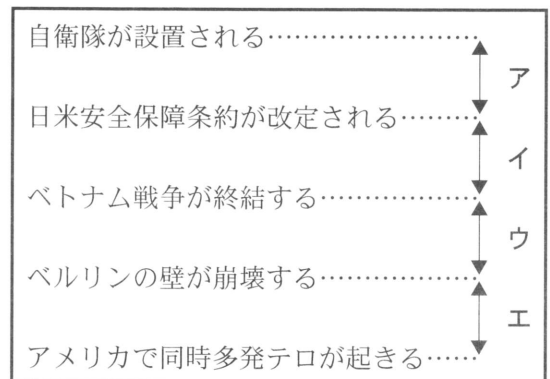 自衛隊が設置される……………………
ア
日米安全保障条約が改定される………
イ
ベトナム戦争が終結する………………
ウ
ベルリンの壁が崩壊する………………
エ
アメリカで同時多発テロが起きる……